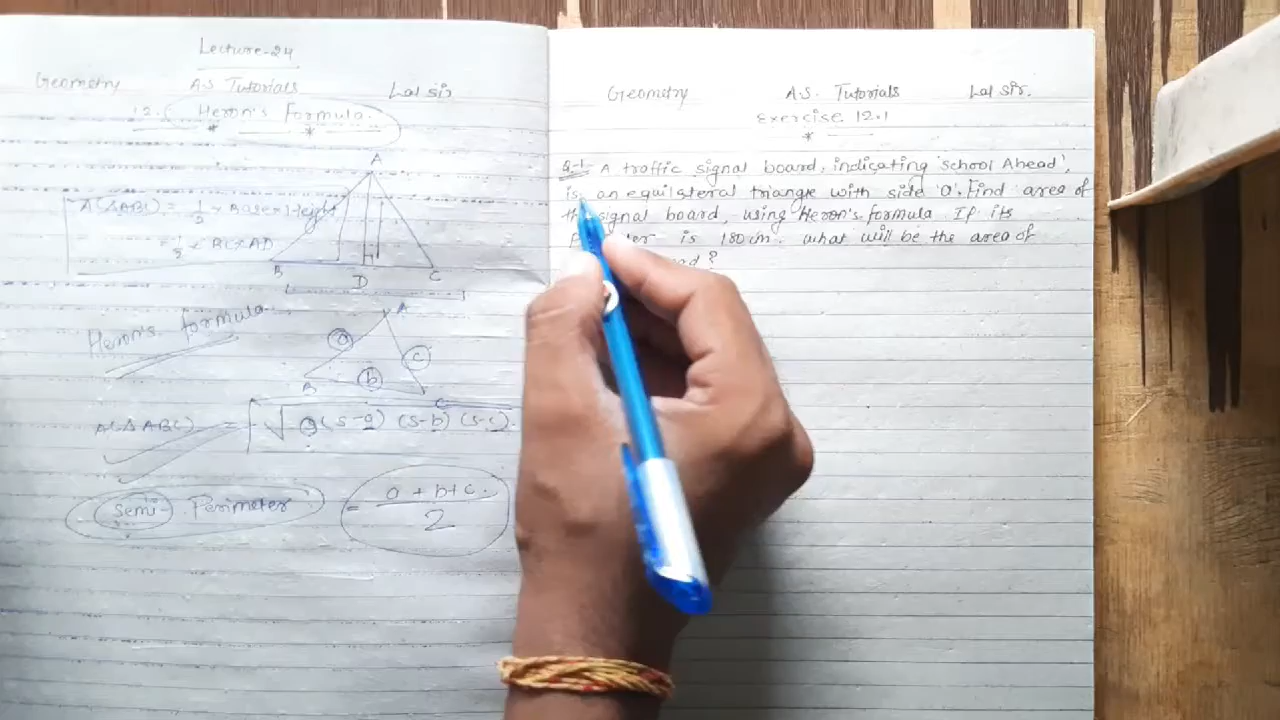 Lecture-24
Geometry A.S Tutorials Lal sir
12. Heron's Formula.
A
A(△ABC) = 1/2 × Base × Height
= 1/2 × BC × AD
B D C
Heron's formula
A
a c
B b C
A(△ABC) = √s(s-a) (s-b) (s-c).
Semi- Perimeter = a + b + c. / 2
Geometry A.S. Tutorials Lal sir.
Exercise 12.1
Q-1 A traffic signal board, indicating 'school Ahead',
is an equilateral triangle with side 'a'. Find area of
signal board, using Heron's formula. If its
is 180 cm. what will be the area of
?